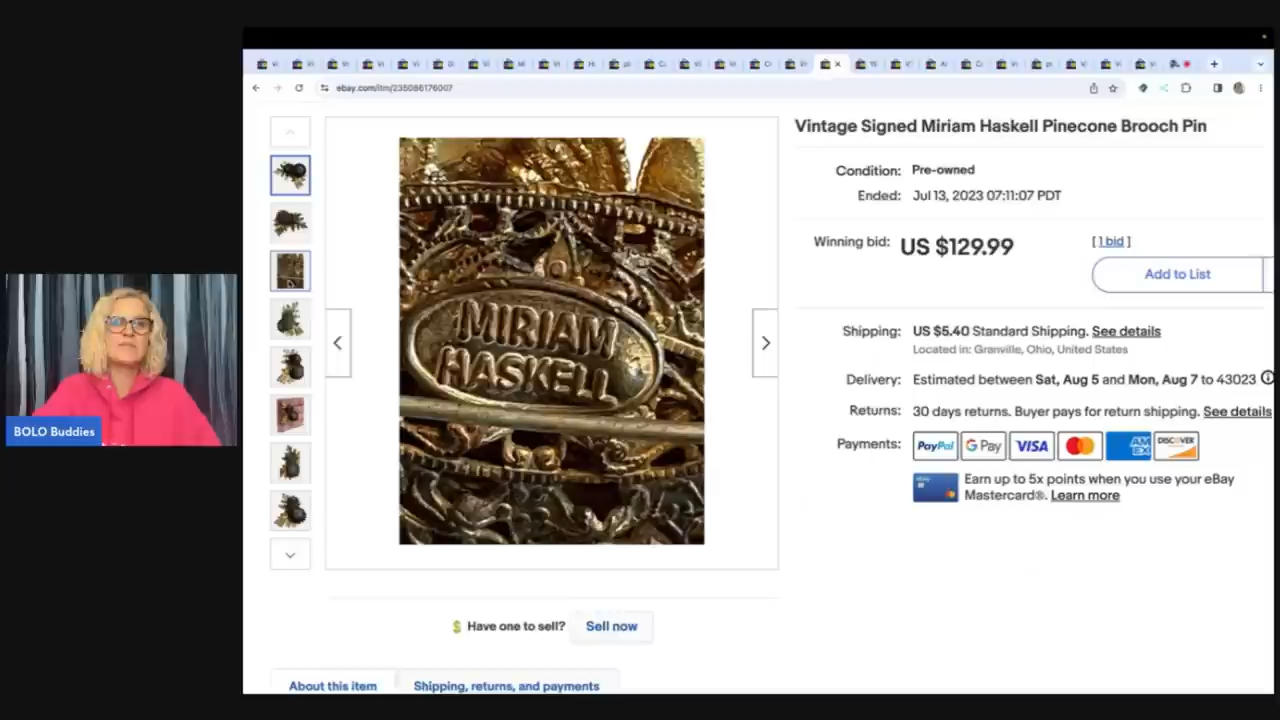 ebay.com/itm/235086176007
Vintage Signed Miriam Haskell Pinecone Brooch Pin
Condition: Pre-owned
Ended: Jul 13, 2023 07:11:07 PDT
Winning bid: US $129.99 [ 1 bid ]
Add to List
MIRIAM
HASKELL
Shipping: US $5.40 Standard Shipping. See details
Located in: Granville, Ohio, United States
Delivery: Estimated between Sat, Aug 5 and Mon, Aug 7 to 43023
Returns: 30 days returns. Buyer pays for return shipping. See details
Payments: PayPal G Pay VISA AM EX DISCOVER
Earn up to 5x points when you use your eBay
Mastercard®. Learn more
BOLO Buddies
Have one to sell? Sell now
About this item Shipping, returns, and payments